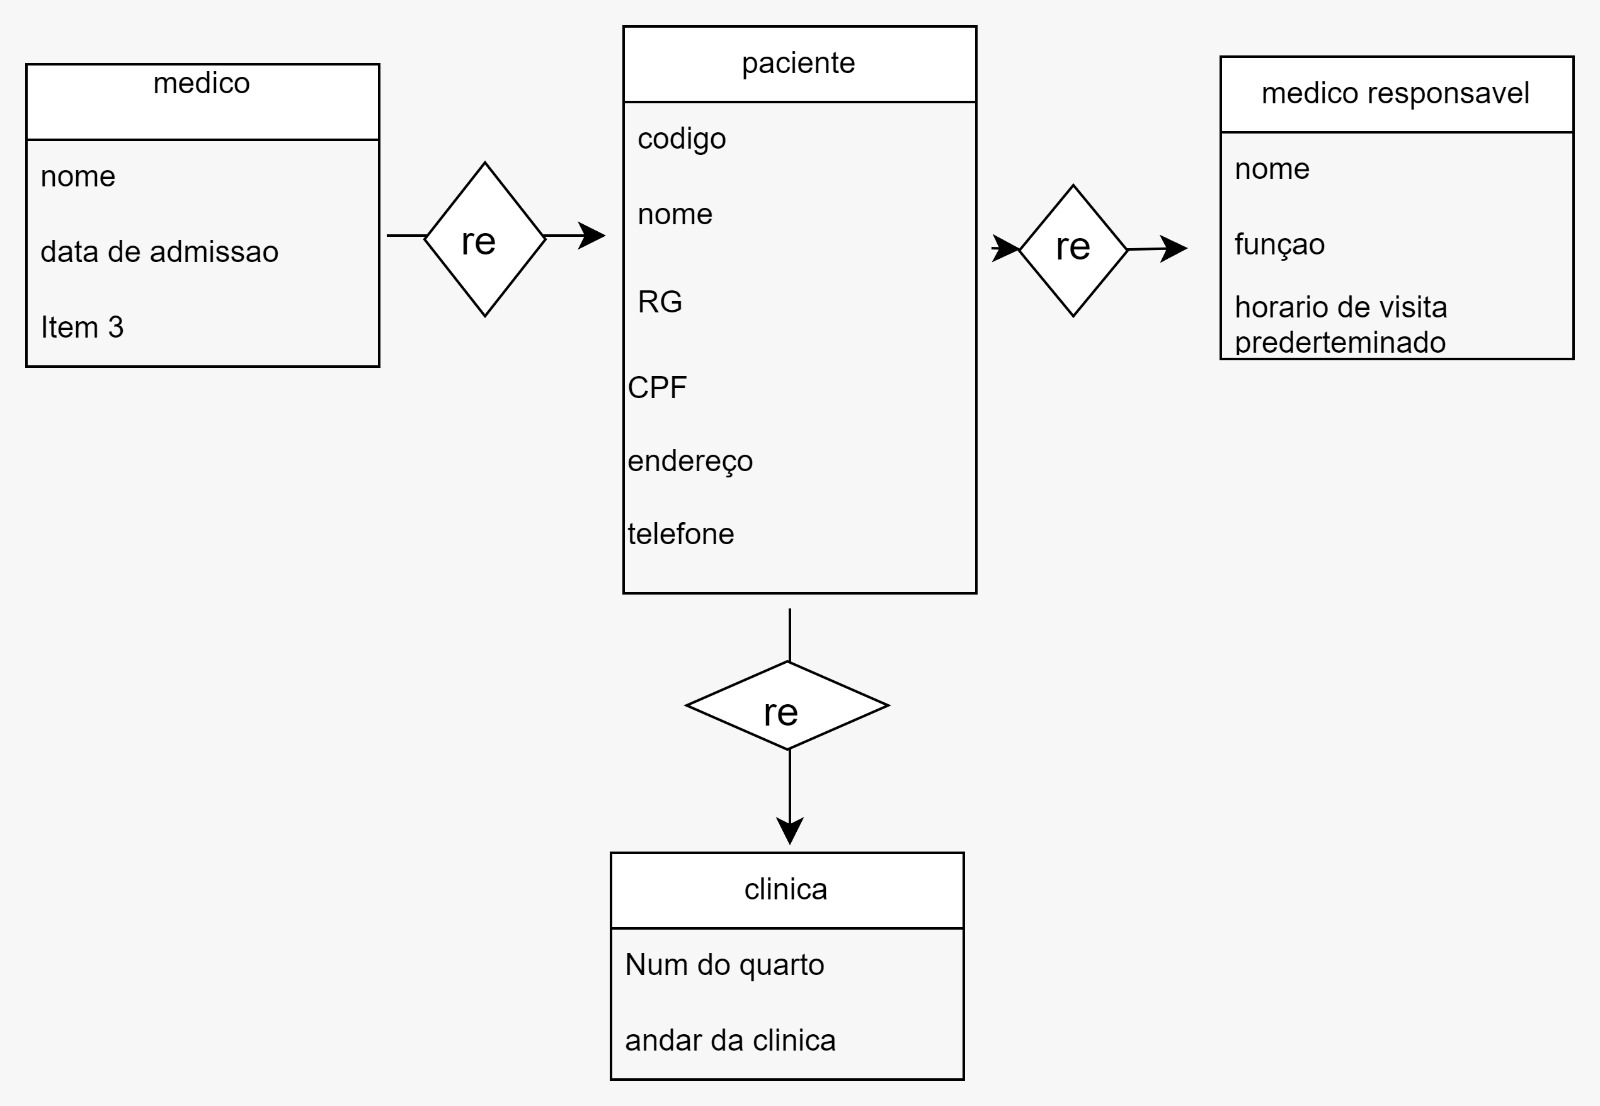 medico
nome
data de admissao
Item 3
re
paciente
codigo
nome
RG
CPF
endereço
telefone
re
medico responsavel
nome
funçao
horario de visita
prederteminado
re
clinica
Num do quarto
andar da clinica